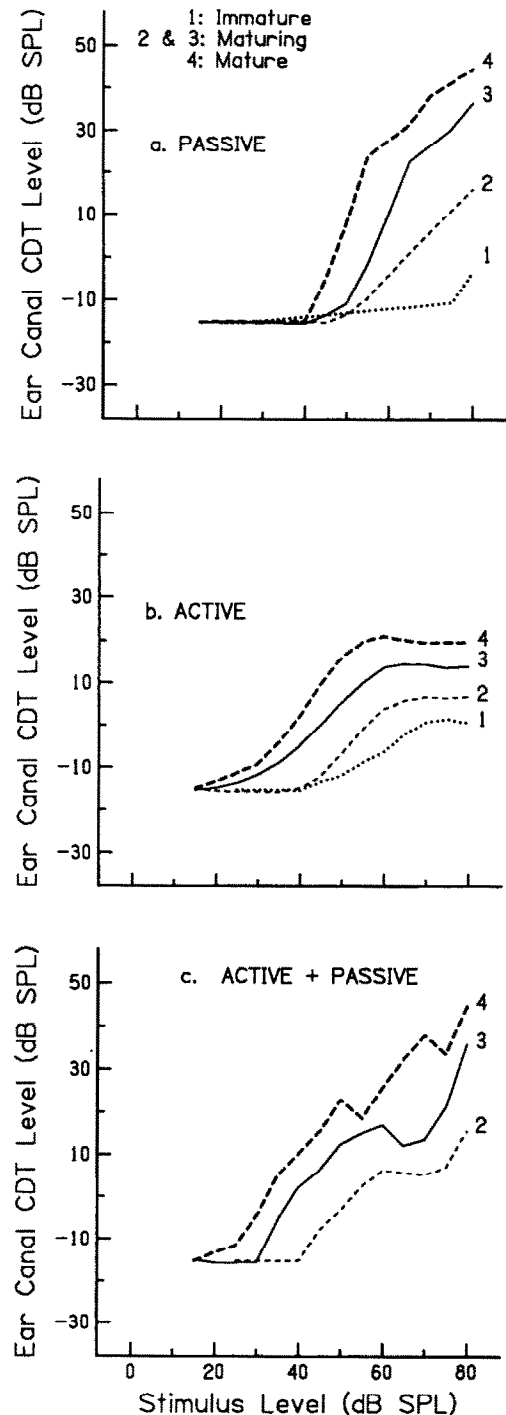 1: Immature
2 & 3: Maturing
4: Mature
a. PASSIVE
Ear Canal CDT Level (dB SPL)
50
30
10
-10
-30
4
3
2
1
b. ACTIVE
Ear Canal CDT Level (dB SPL)
50
30
10
-10
-30
4
3
2
1
c. ACTIVE + PASSIVE
Ear Canal CDT Level (dB SPL)
50
30
10
-10
-30
4
3
2
0 20 40 60 80
Stimulus Level (dB SPL)